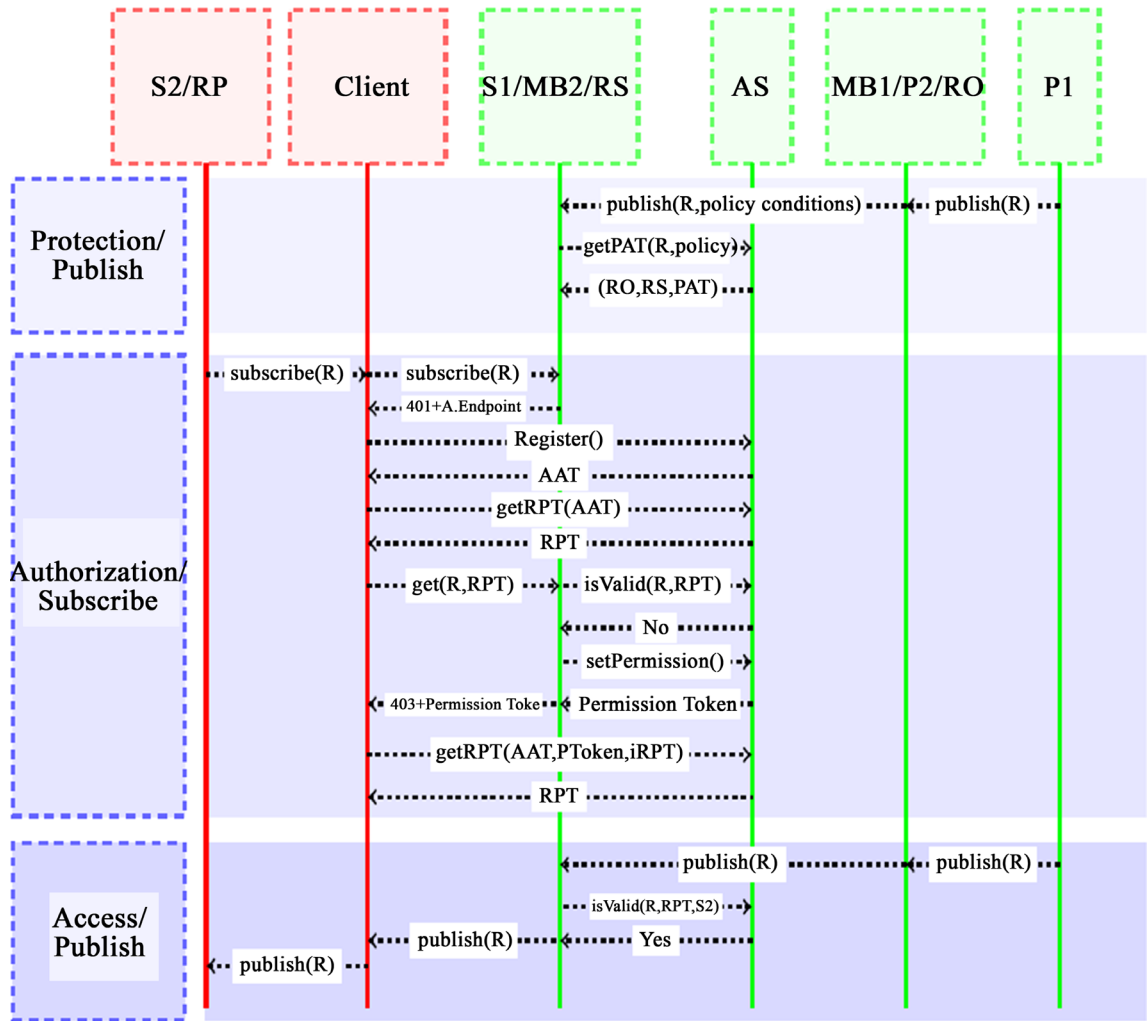 S2/RP
Client
S1/MB2/RS
AS
MB1/P2/RO
P1
Protection/
Publish
publish(R,policy conditions)
publish(R)
getPAT(R,policy)
(RO,RS,PAT)
Authorization/
Subscribe
subscribe(R)
subscribe(R)
401+A.Endpoint
Register()
AAT
getRPT(AAT)
RPT
get(R,RPT)
isValid(R,RPT)
No
setPermission()
403+Permission Toke
Permission Token
getRPT(AAT,PToken,iRPT)
RPT
Access/
Publish
publish(R)
publish(R)
isValid(R,RPT,S2)
publish(R)
Yes
publish(R)